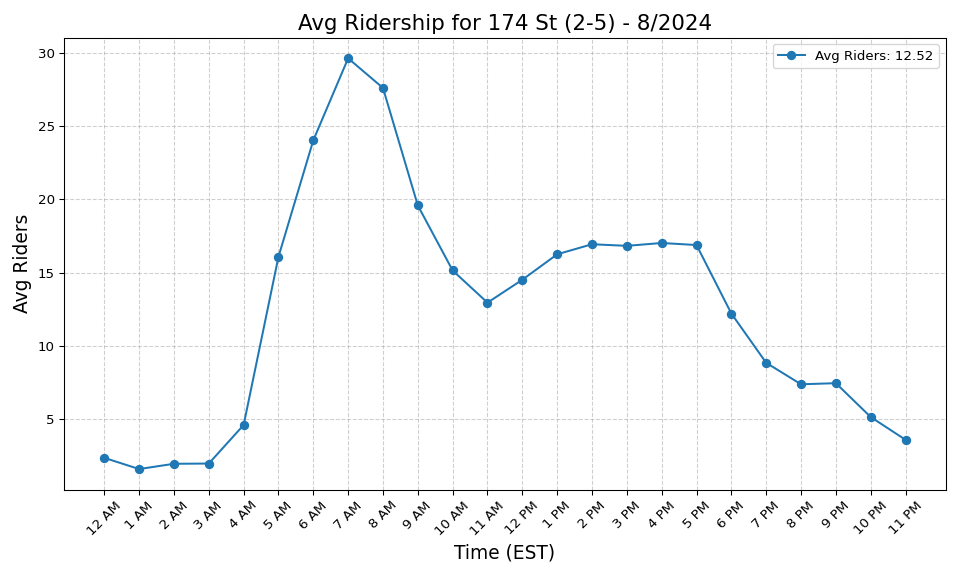 Avg Ridership for 174 St (2-5) - 8/2024
Avg Riders: 12.52
Avg Riders
30
25
20
15
10
5
12 AM
1 AM
2 AM
3 AM
4 AM
5 AM
6 AM
7 AM
8 AM
9 AM
10 AM
11 AM
12 PM
1 PM
2 PM
3 PM
4 PM
5 PM
6 PM
7 PM
8 PM
9 PM
10 PM
11 PM
Time (EST)